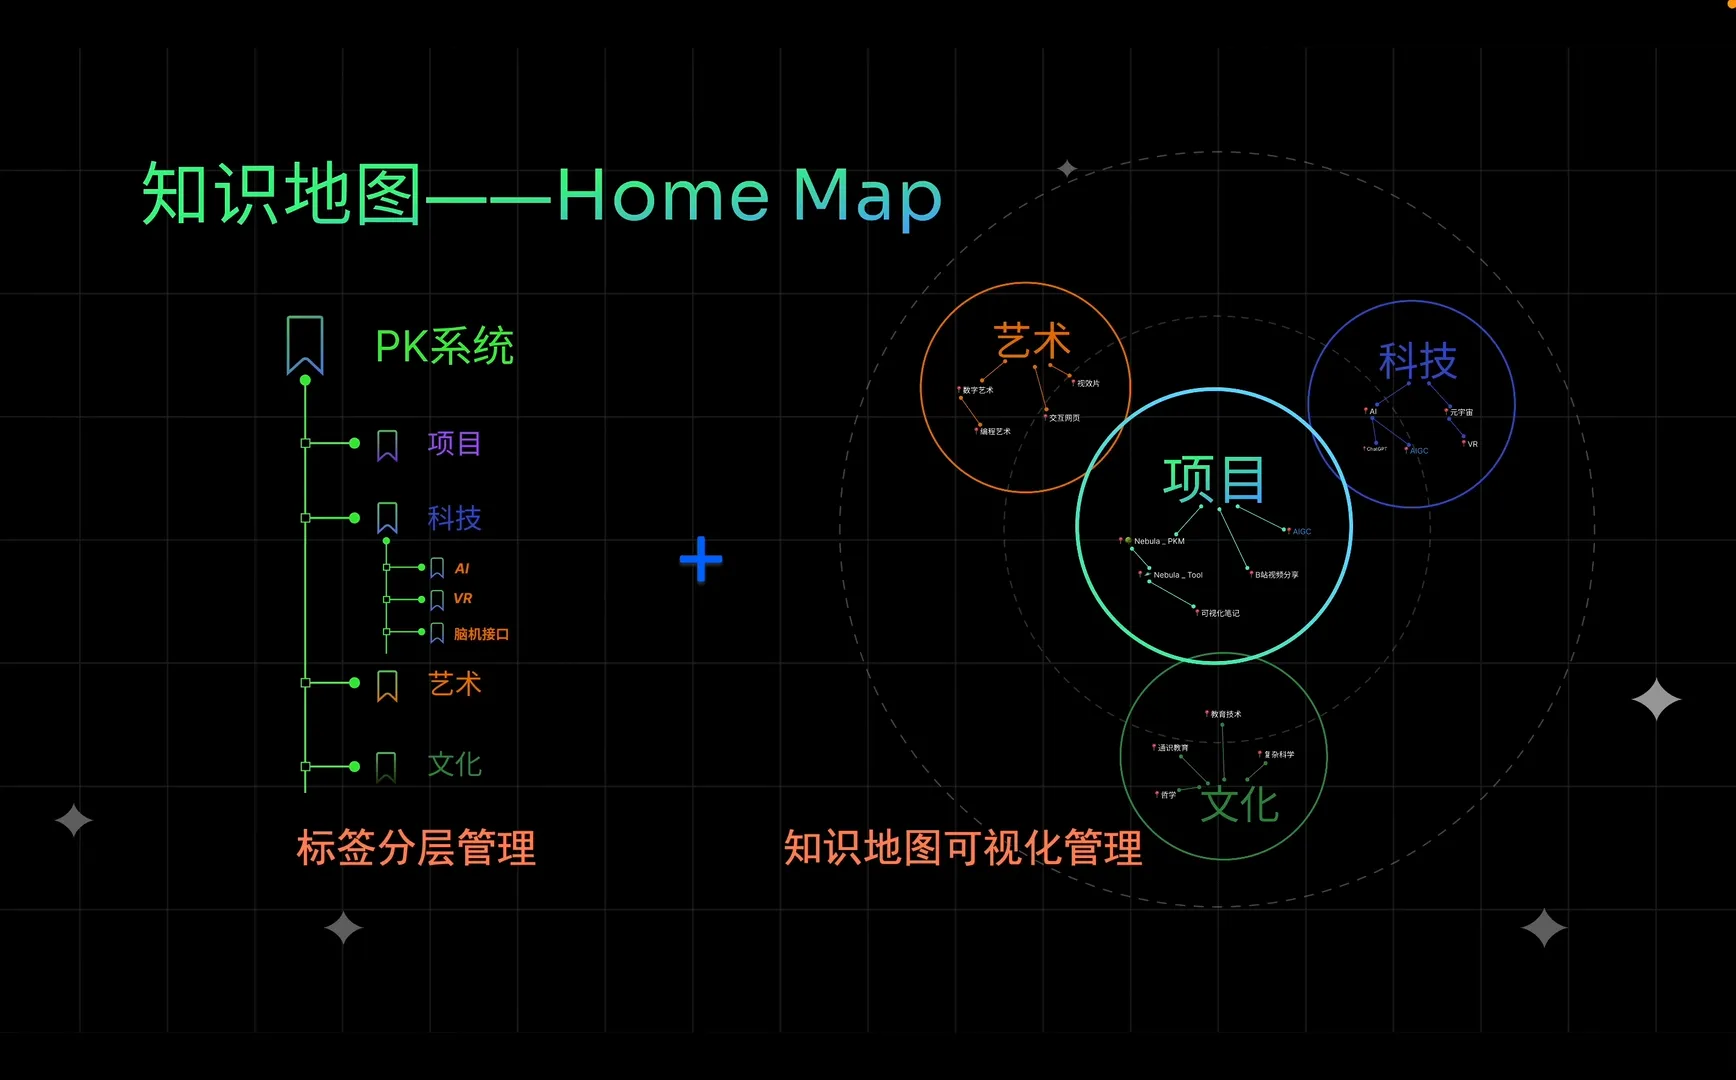 知识地图——Home Map
PK系统
项目
科技
AI
VR
脑机接口
艺术
文化
标签分层管理
艺术
数字艺术
视效片
交互网页
编程艺术
科技
AI
元宇宙
ChatGPT
AIGC
VR
项目
AIGC
Nebula _ PKM
Nebula _ Tool
B站视频分享
可视化笔记
教育技术
通识教育
复杂科学
哲学
文化
知识地图可视化管理